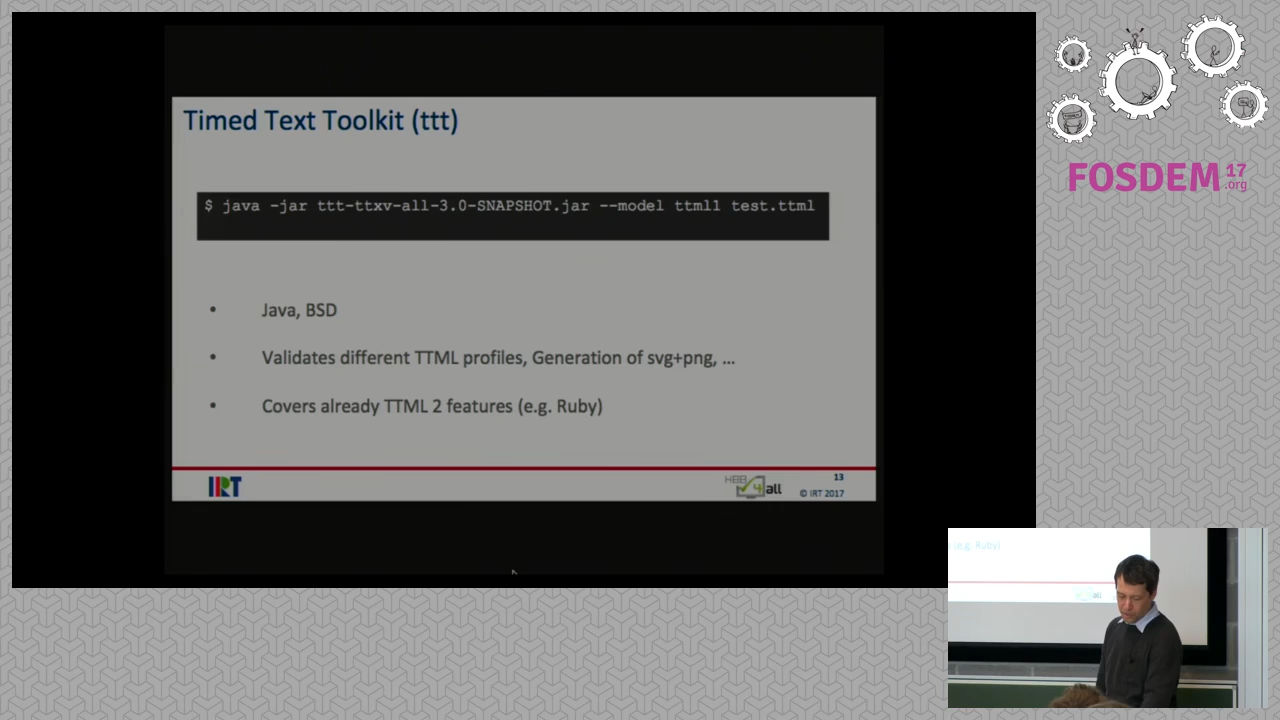 Timed Text Toolkit (ttt)
$ java -jar ttt-ttxv-all-3.0-SNAPSHOT.jar --model ttml1 test.ttml
• Java, BSD
• Validates different TTML profiles, Generation of svg+png, ...
• Covers already TTML 2 features (e.g. Ruby)
IRT
HBB4all
13
© IRT 2017
FOSDEM 17
.org
(e.g. Ruby)
all